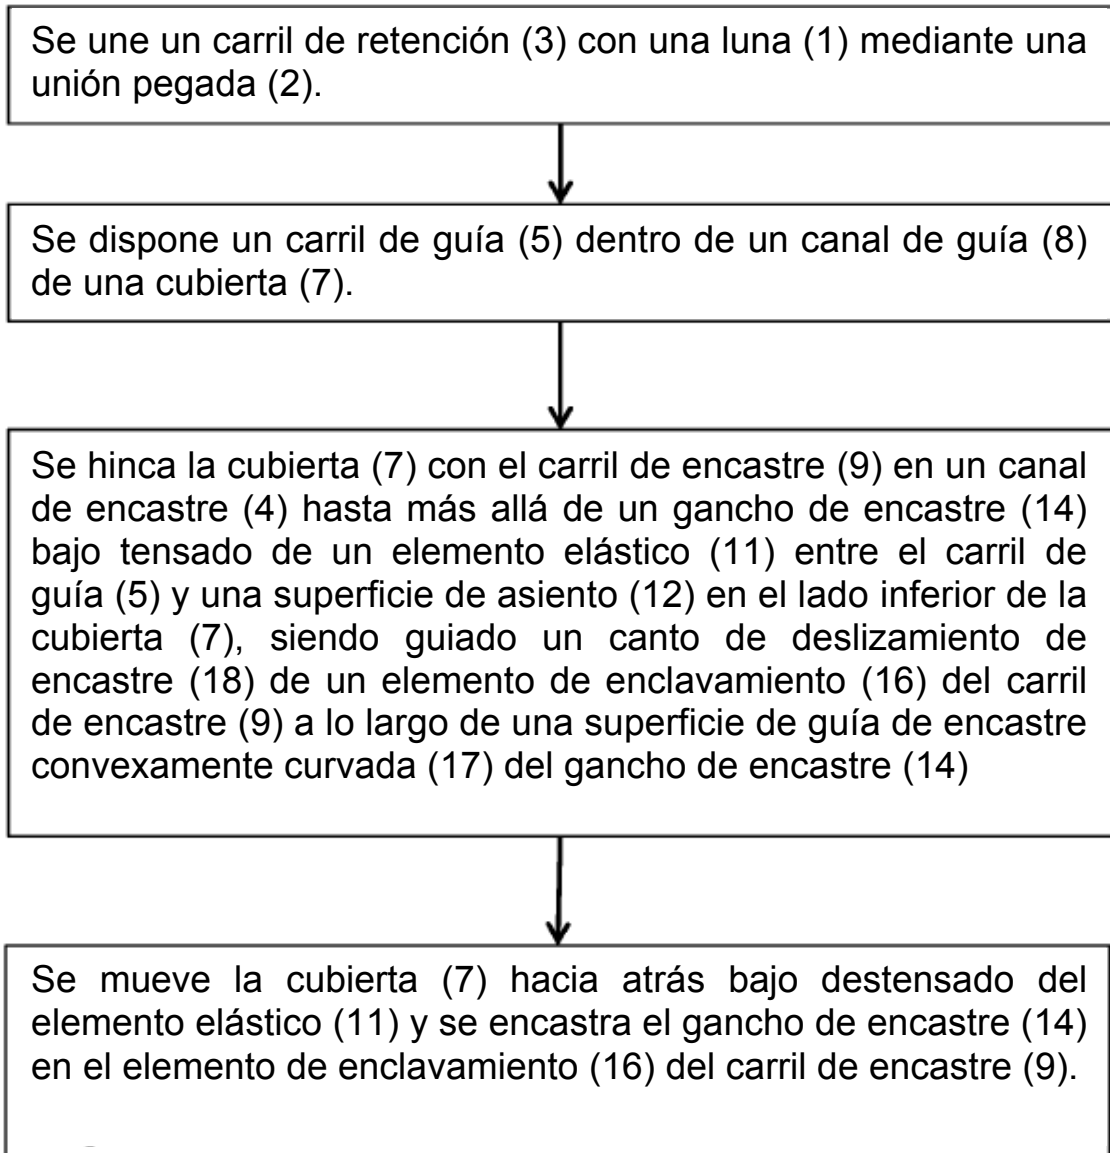 Se une un carril de retención (3) con una luna (1) mediante una
unión pegada (2).
Se dispone un carril de guía (5) dentro de un canal de guía (8)
de una cubierta (7).
Se hinca la cubierta (7) con el carril de encastre (9) en un canal
de encastre (4) hasta más allá de un gancho de encastre (14)
bajo tensado de un elemento elástico (11) entre el carril de
guía (5) y una superficie de asiento (12) en el lado inferior de la
cubierta (7), siendo guiado un canto de deslizamiento de
encastre (18) de un elemento de enclavamiento (16) del carril
de encastre (9) a lo largo de una superficie de guía de encastre
convexamente curvada (17) del gancho de encastre (14)
Se mueve la cubierta (7) hacia atrás bajo destensado del
elemento elástico (11) y se encastra el gancho de encastre (14)
en el elemento de enclavamiento (16) del carril de encastre (9).